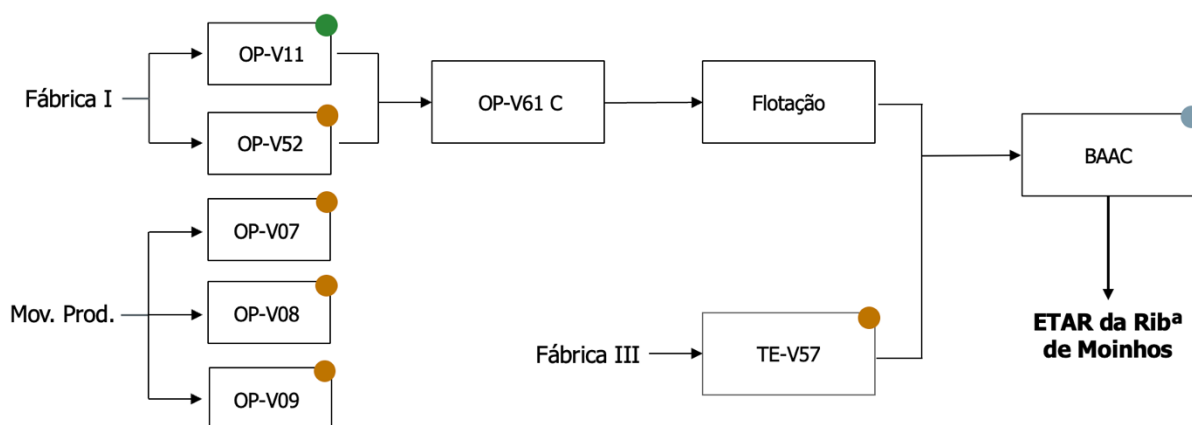 OP-V11
Fábrica I
OP-V52
OP-V61 C
Flotação
BAAC
OP-V07
Mov. Prod.
OP-V08
OP-V09
Fábrica III
TE-V57
ETAR da Ribª
de Moinhos